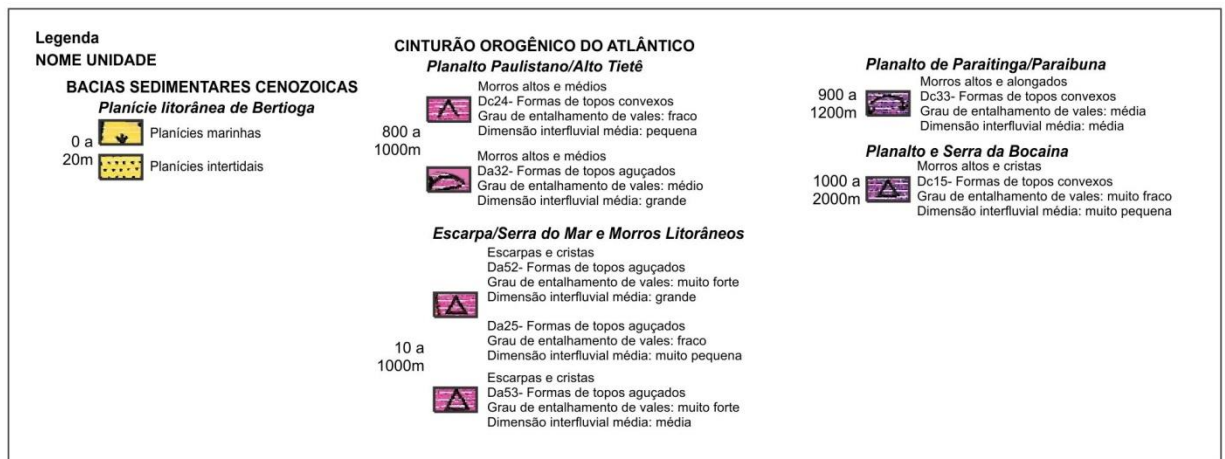 Legenda
NOME UNIDADE
BACIAS SEDIMENTARES CENOZOICAS
Planície litorânea de Bertioga
0 a
20m
Planícies marinhas
Planícies intertidais
CINTURÃO OROGÊNICO DO ATLÂNTICO
Planalto Paulistano/Alto Tietê
800 a
1000m
Morros altos e médios
Dc24- Formas de topos convexos
Grau de entalhamento de vales: fraco
Dimensão interfluvial média: pequena
Morros altos e médios
Da32- Formas de topos aguçados
Grau de entalhamento de vales: médio
Dimensão interfluvial média: grande
Escarpa/Serra do Mar e Morros Litorâneos
10 a
1000m
Escarpas e cristas
Da52- Formas de topos aguçados
Grau de entalhamento de vales: muito forte
Dimensão interfluvial média: grande
Da25- Formas de topos aguçados
Grau de entalhamento de vales: fraco
Dimensão interfluvial média: muito pequena
Escarpas e cristas
Da53- Formas de topos aguçados
Grau de entalhamento de vales: muito forte
Dimensão interfluvial média: média
Planalto de Paraitinga/Paraibuna
900 a
1200m
Morros altos e alongados
Dc33- Formas de topos convexos
Grau de entalhamento de vales: média
Dimensão interfluvial média: média
Planalto e Serra da Bocaina
1000 a
2000m
Morros altos e cristas
Dc15- Formas de topos convexos
Grau de entalhamento de vales: muito fraco
Dimensão interfluvial média: muito pequena